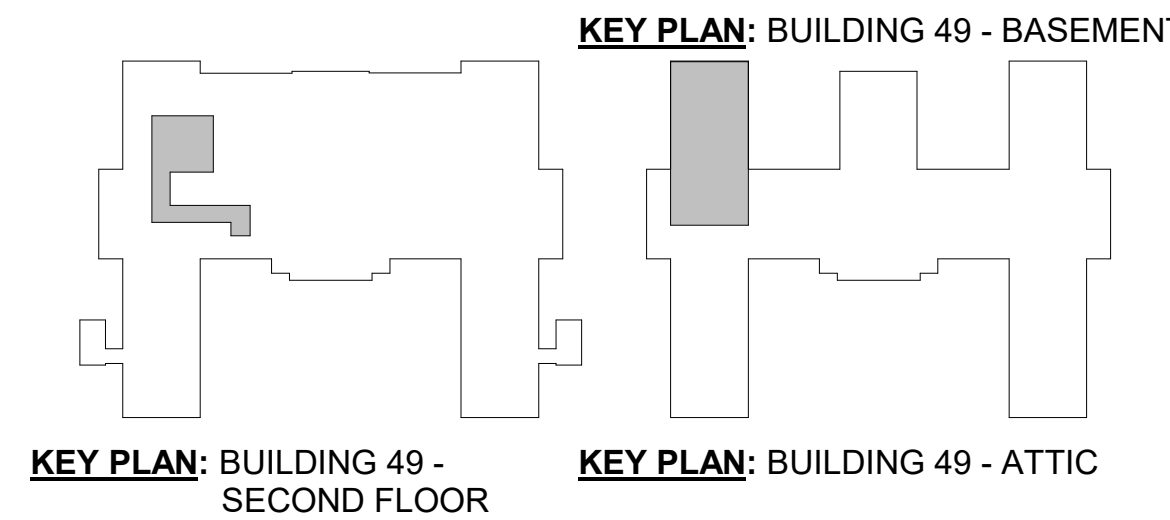 KEY PLAN: BUILDING 49 - BASEMENT
KEY PLAN: BUILDING 49 -
SECOND FLOOR
KEY PLAN: BUILDING 49 - ATTIC